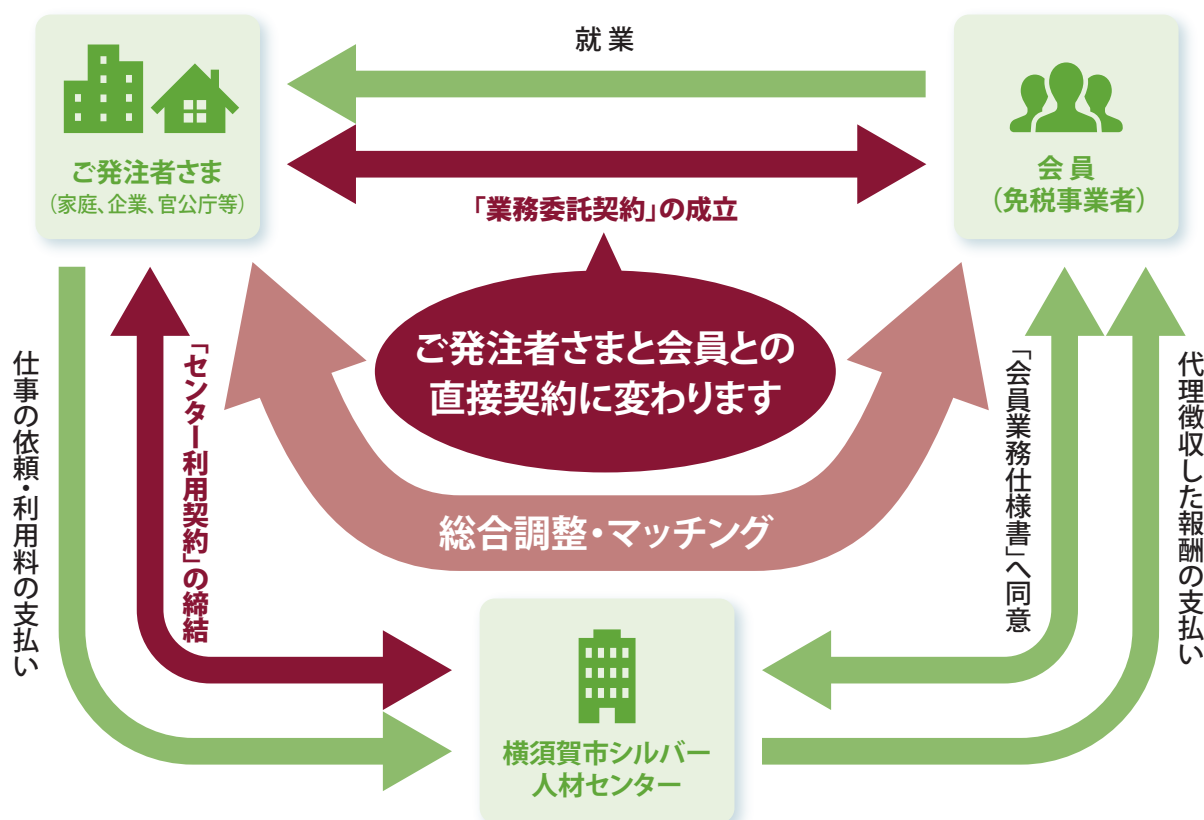 就業
ご発注者さま
（家庭、企業、官公庁等）
会員
（免税事業者）
「業務委託契約」の成立
ご発注者さまと会員との
直接契約に変わります
仕事の依頼・利用料の支払い
「センター利用契約」の締結
「会員業務仕様書」へ同意
代理徴収した報酬の支払い
総合調整・マッチング
横須賀市シルバー
人材センター